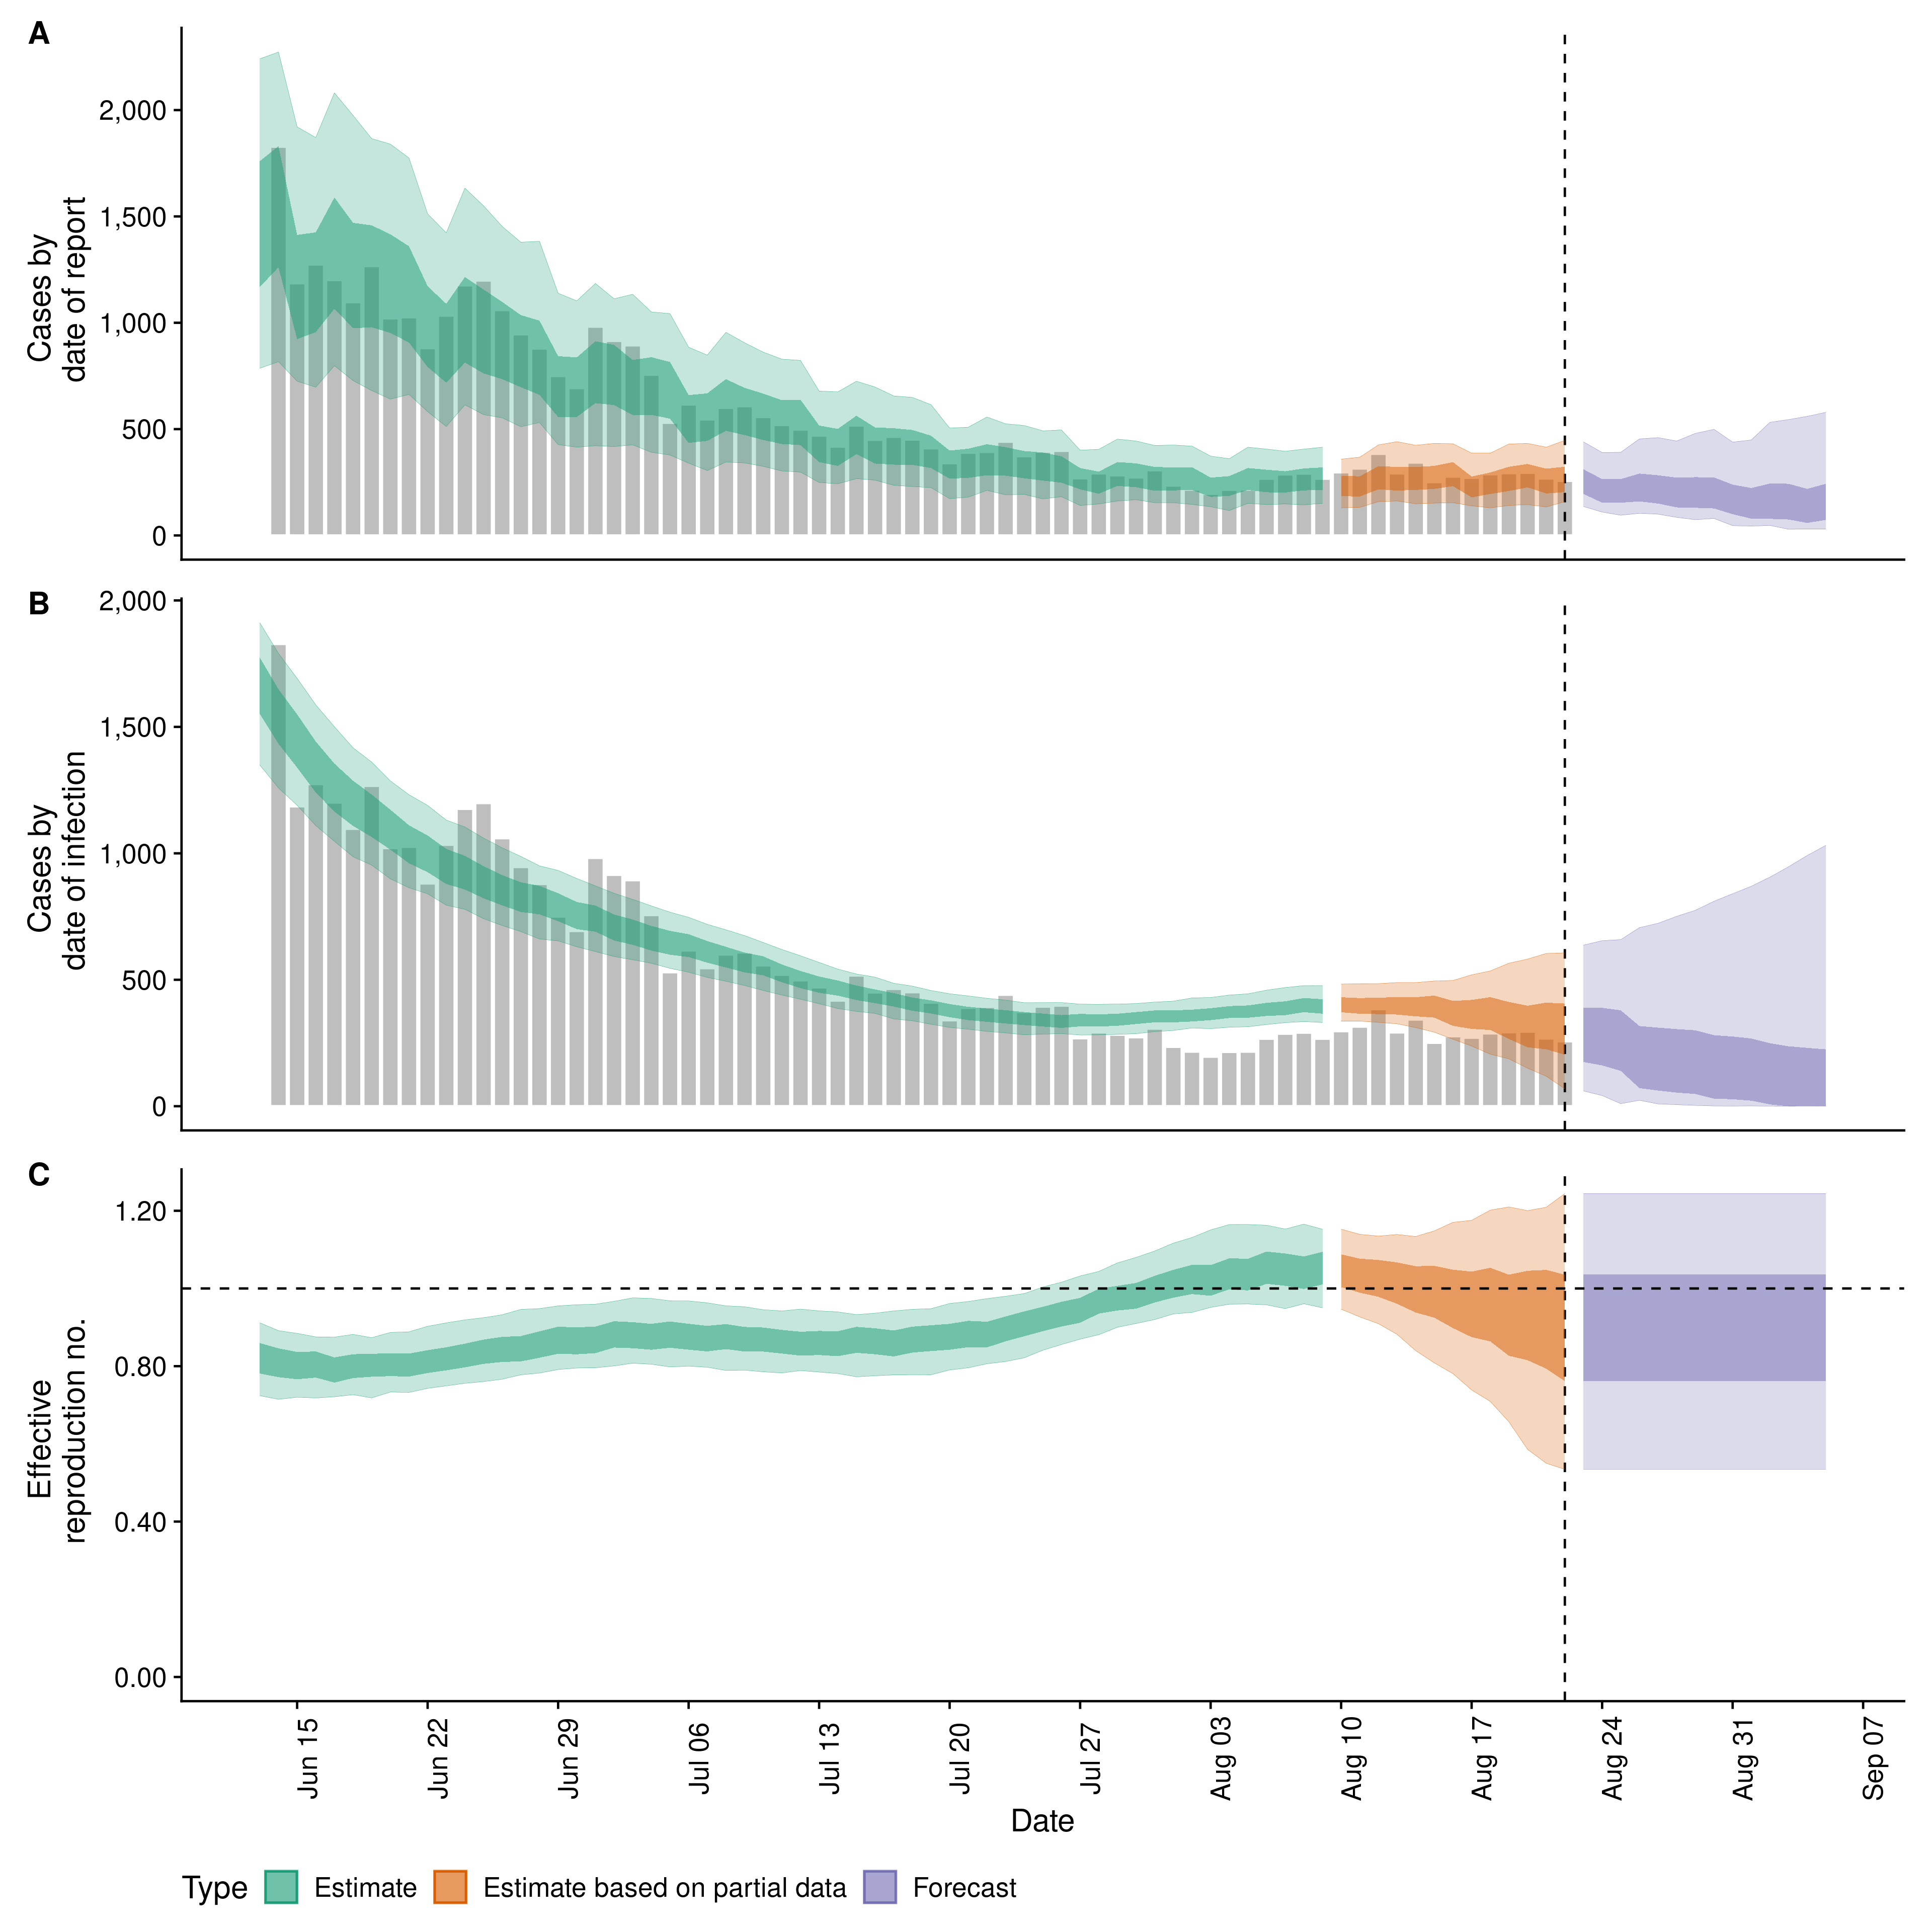 A
Cases by
date of report
2,000
1,500
1,000
500
0
B
Cases by
date of infection
2,000
1,500
1,000
500
0
C
Effective
reproduction no.
1.20
0.80
0.40
0.00
Jun 15
Jun 22
Jun 29
Jul 06
Jul 13
Jul 20
Jul 27
Aug 03
Aug 10
Aug 17
Aug 24
Aug 31
Sep 07
Date
Type Estimate Estimate based on partial data Forecast